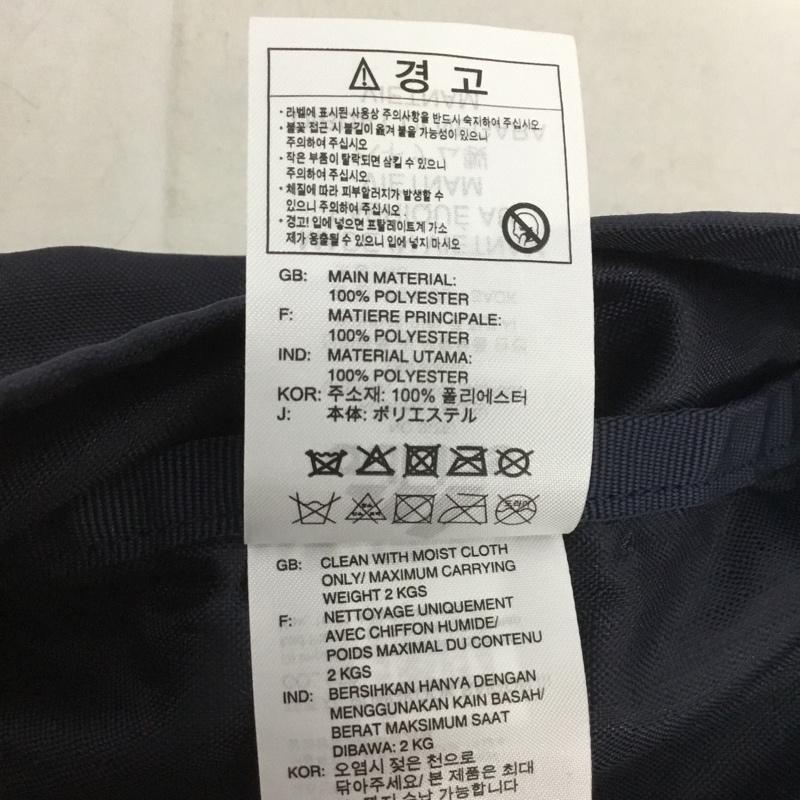 ⚠ 경고
• 라벨에 표시된 사용상 주의사항을 반드시 숙지하여 주십시오.
• 불꽃 접근 시 불길이 옮겨 붙을 가능성이 있으니
주의하여 주십시오
• 작은 부품이 탈락되면 삼킬 수 있으니
주의하여 주십시오.
• 체질에 따라 피부알러지가 발생할 수
있으니 주의하여 주십시오.
• 경고! 입에 넣으면 프탈레이트계 가소
제가 용출될 수 있으니 입에 넣지 마시오
GB: MAIN MATERIAL:
100% POLYESTER
F: MATIERE PRINCIPALE:
100% POLYESTER
IND: MATERIAL UTAMA:
100% POLYESTER
KOR: 주소재: 100% 폴리에스터
J: 本体: ポリエステル
드라이
GB: CLEAN WITH MOIST CLOTH
ONLY/ MAXIMUM CARRYING
WEIGHT 2 KGS
F: NETTOYAGE UNIQUEMENT
AVEC CHIFFON HUMIDE/
POIDS MAXIMAL DU CONTENU
2 KGS
IND: BERSIHKAN HANYA DENGAN
MENGGUNAKAN KAIN BASAH/
BERAT MAKSIMUM SAAT
DIBAWA: 2 KG
KOR: 오염시 젖은 천으로
닦아주세요/ 본 제품은 최대
수납 가능합니다